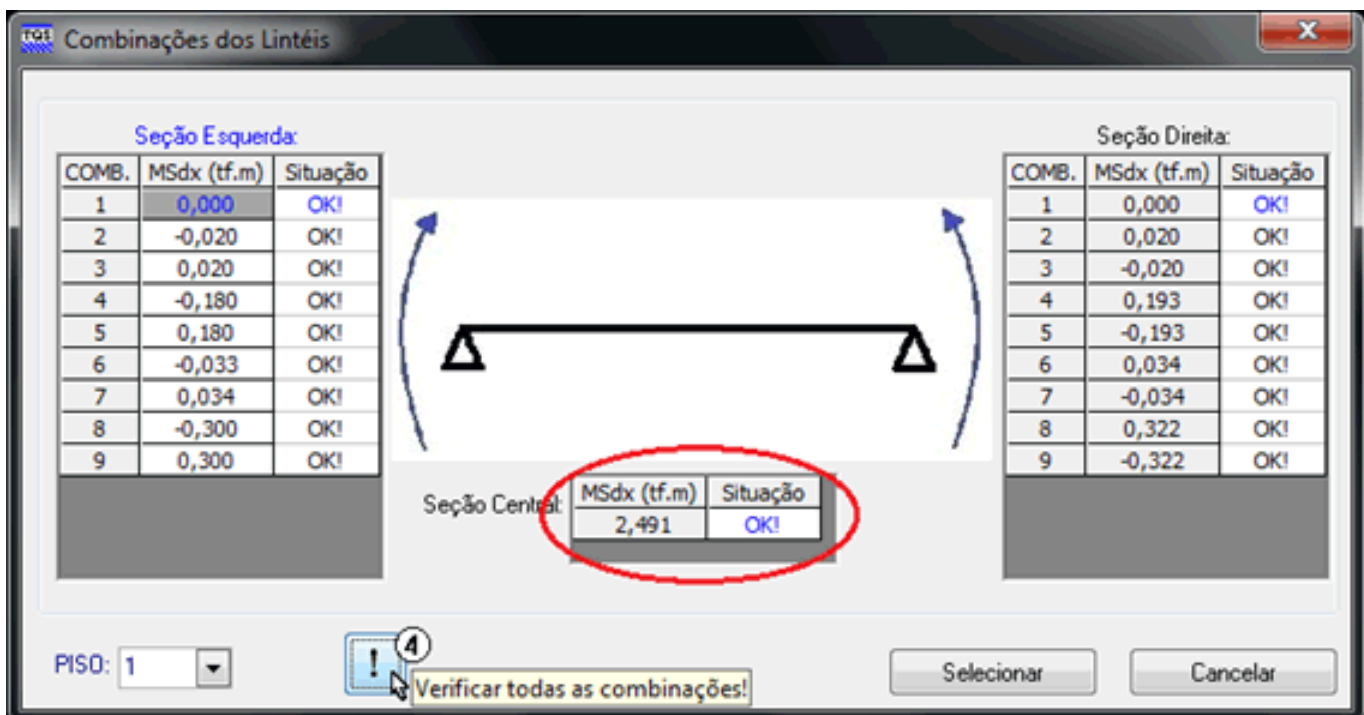 TQS Combinações dos Lintéis
Seção Esquerda:
COMB. MSdx (tf.m) Situação
1 0,000 OK!
2 -0,020 OK!
3 0,020 OK!
4 -0,180 OK!
5 0,180 OK!
6 -0,033 OK!
7 0,034 OK!
8 -0,300 OK!
9 0,300 OK!
Seção Central:
MSdx (tf.m) Situação
2,491 OK!
Seção Direita:
COMB. MSdx (tf.m) Situação
1 0,000 OK!
2 0,020 OK!
3 -0,020 OK!
4 0,193 OK!
5 -0,193 OK!
6 0,034 OK!
7 -0,034 OK!
8 0,322 OK!
9 -0,322 OK!
PISO: 1
! 4
Verificar todas as combinações!
Selecionar
Cancelar